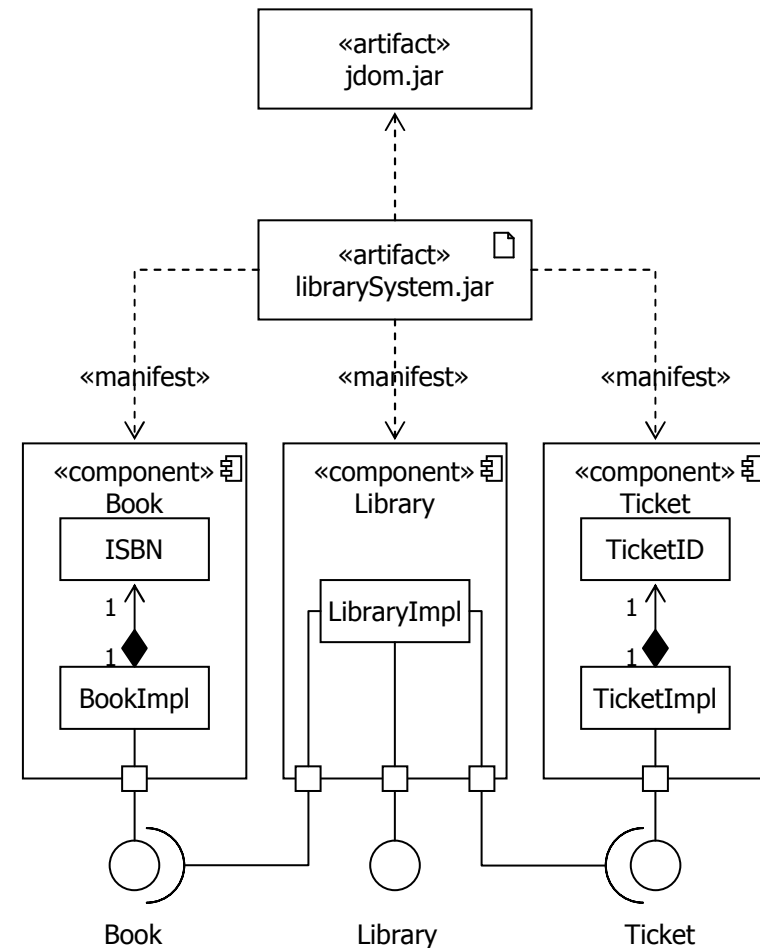 «artifact»
jdom.jar
«artifact»
librarySystem.jar
«manifest»
«manifest»
«manifest»
«component»
Book
«component»
Library
«component»
Ticket
ISBN
TicketID
LibraryImpl
1
1
1
1
BookImpl
TicketImpl
Book
Library
Ticket